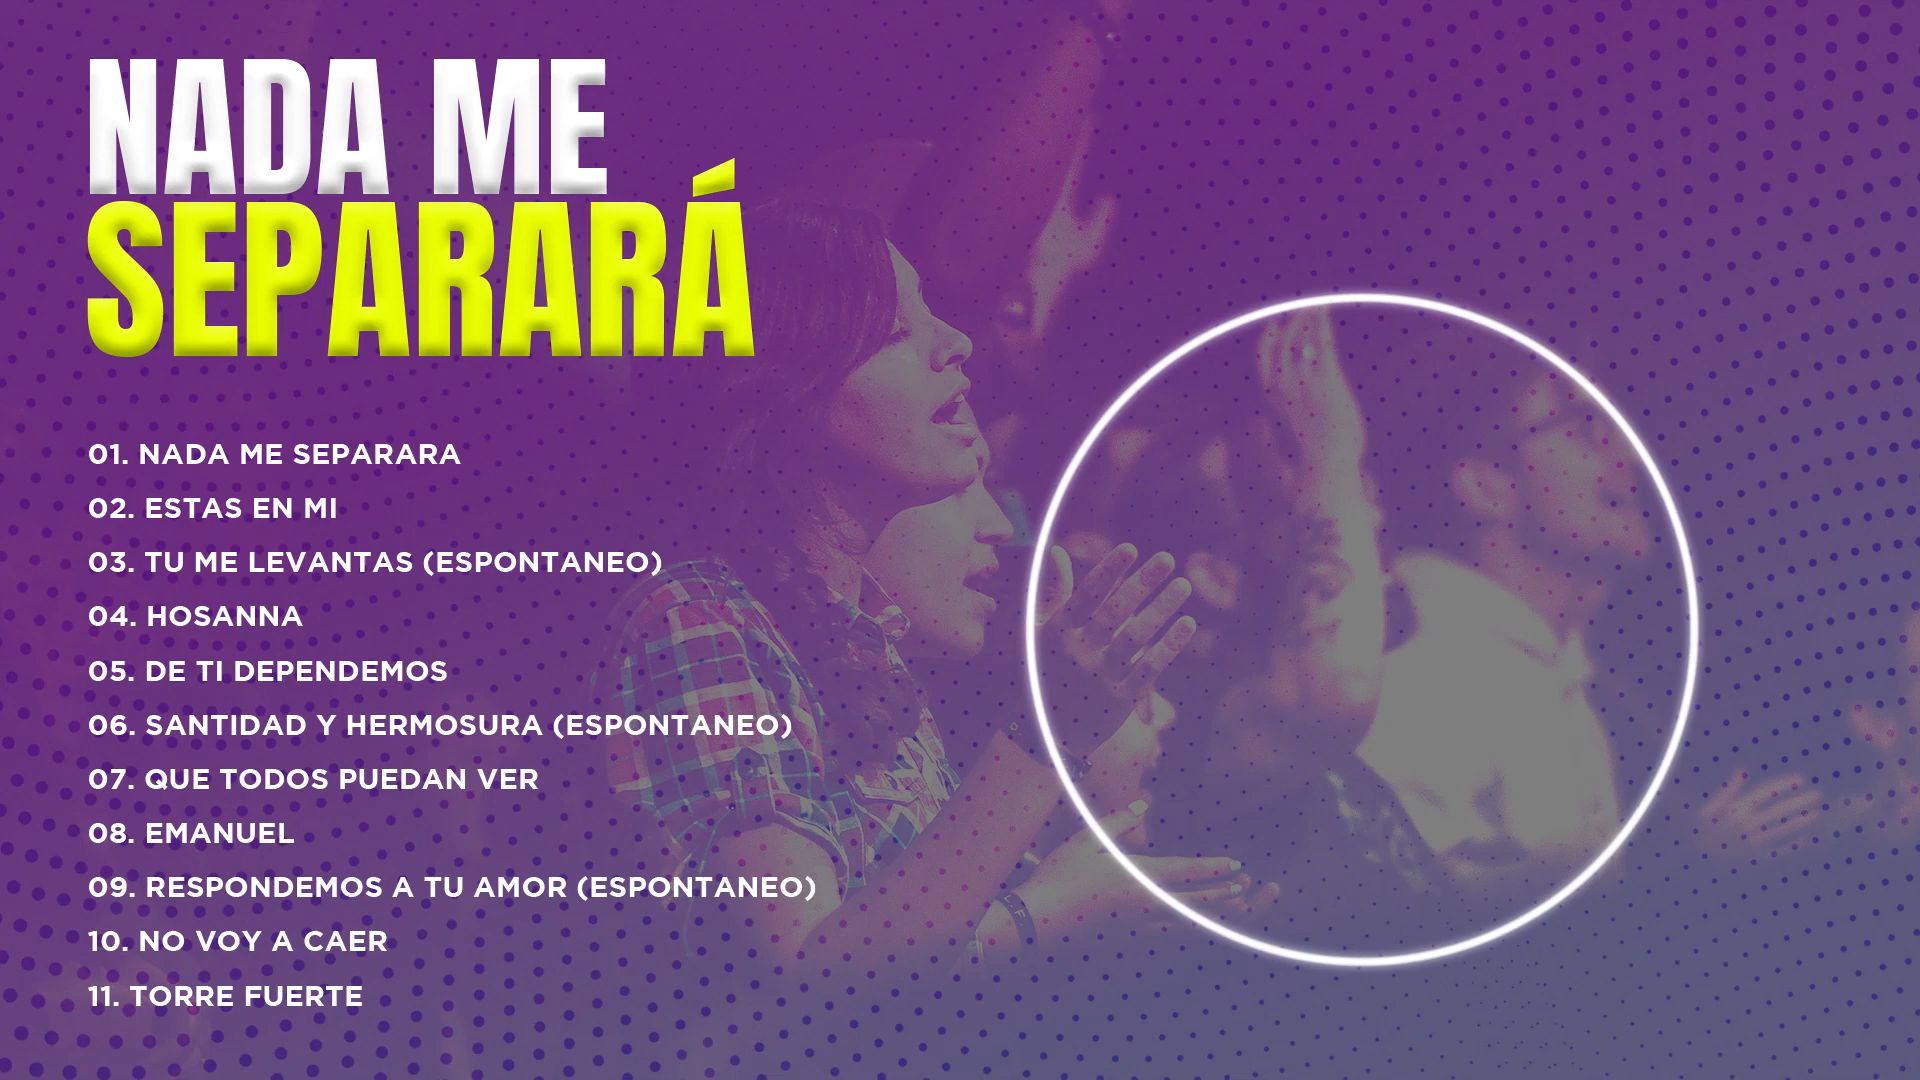 NADA ME
SEPARARÁ
01. NADA ME SEPARARA
02. ESTAS EN MI
03. TU ME LEVANTAS (ESPONTANEO)
04. HOSANNA
05. DE TI DEPENDEMOS
06. SANTIDAD Y HERMOSURA (ESPONTANEO)
07. QUE TODOS PUEDAN VER
08. EMANUEL
09. RESPONDEMOS A TU AMOR (ESPONTANEO)
10. NO VOY A CAER
11. TORRE FUERTE